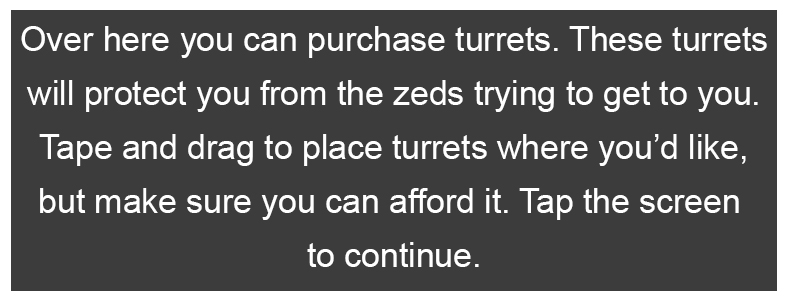 Over here you can purchase turrets. These turrets
will protect you from the zeds trying to get to you.
Tape and drag to place turrets where you’d like,
but make sure you can afford it. Tap the screen
to continue.